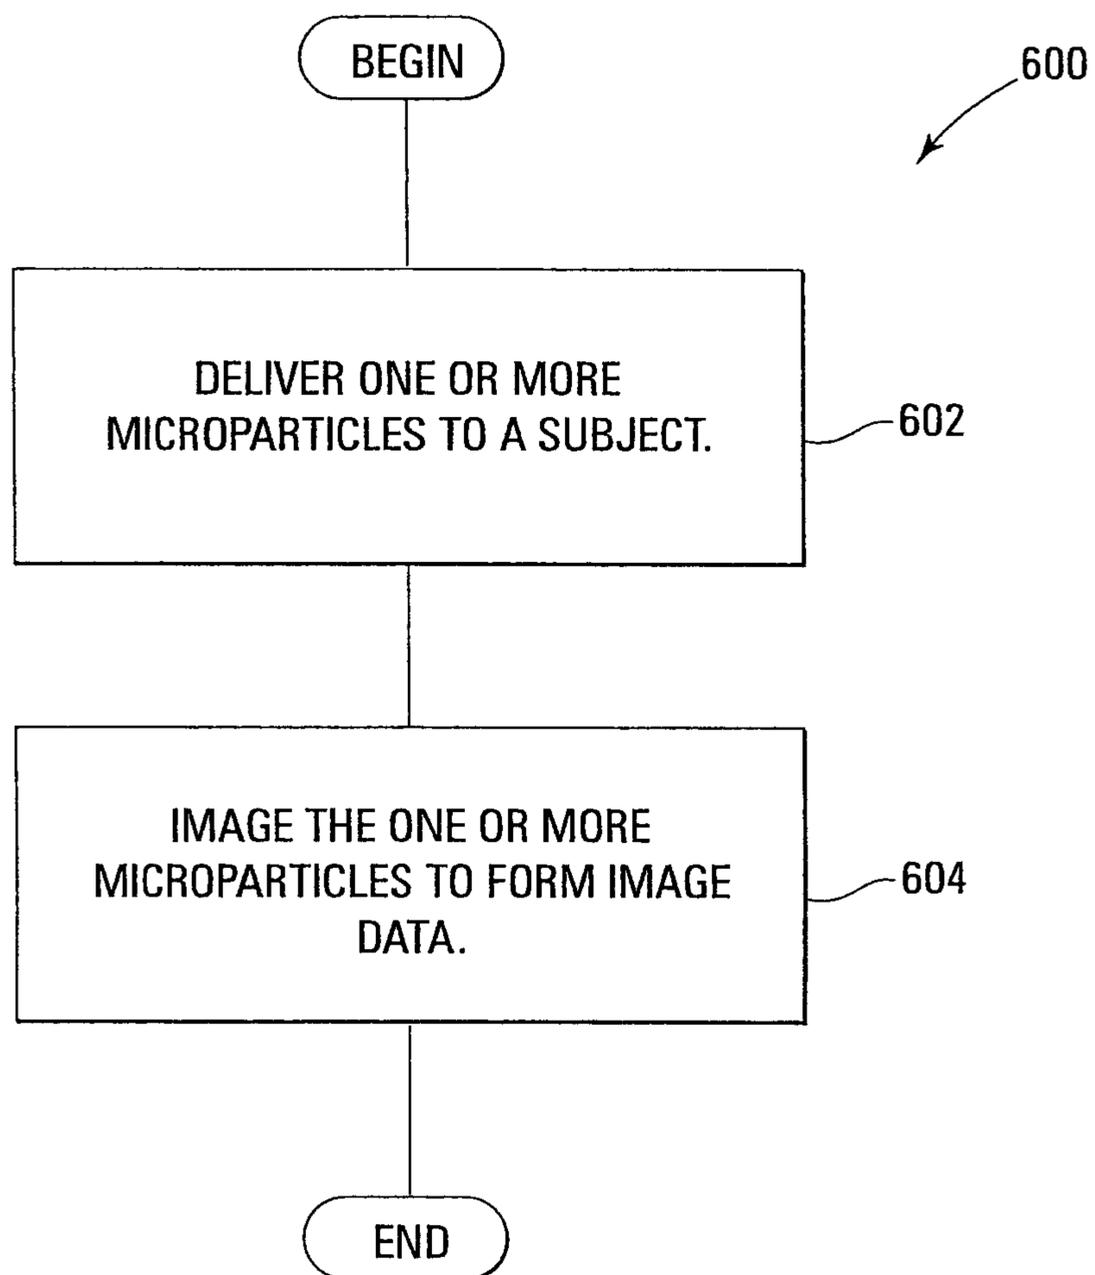 BEGIN
600
DELIVER ONE OR MORE
MICROPARTICLES TO A SUBJECT.
602
IMAGE THE ONE OR MORE
MICROPARTICLES TO FORM IMAGE
DATA.
604
END